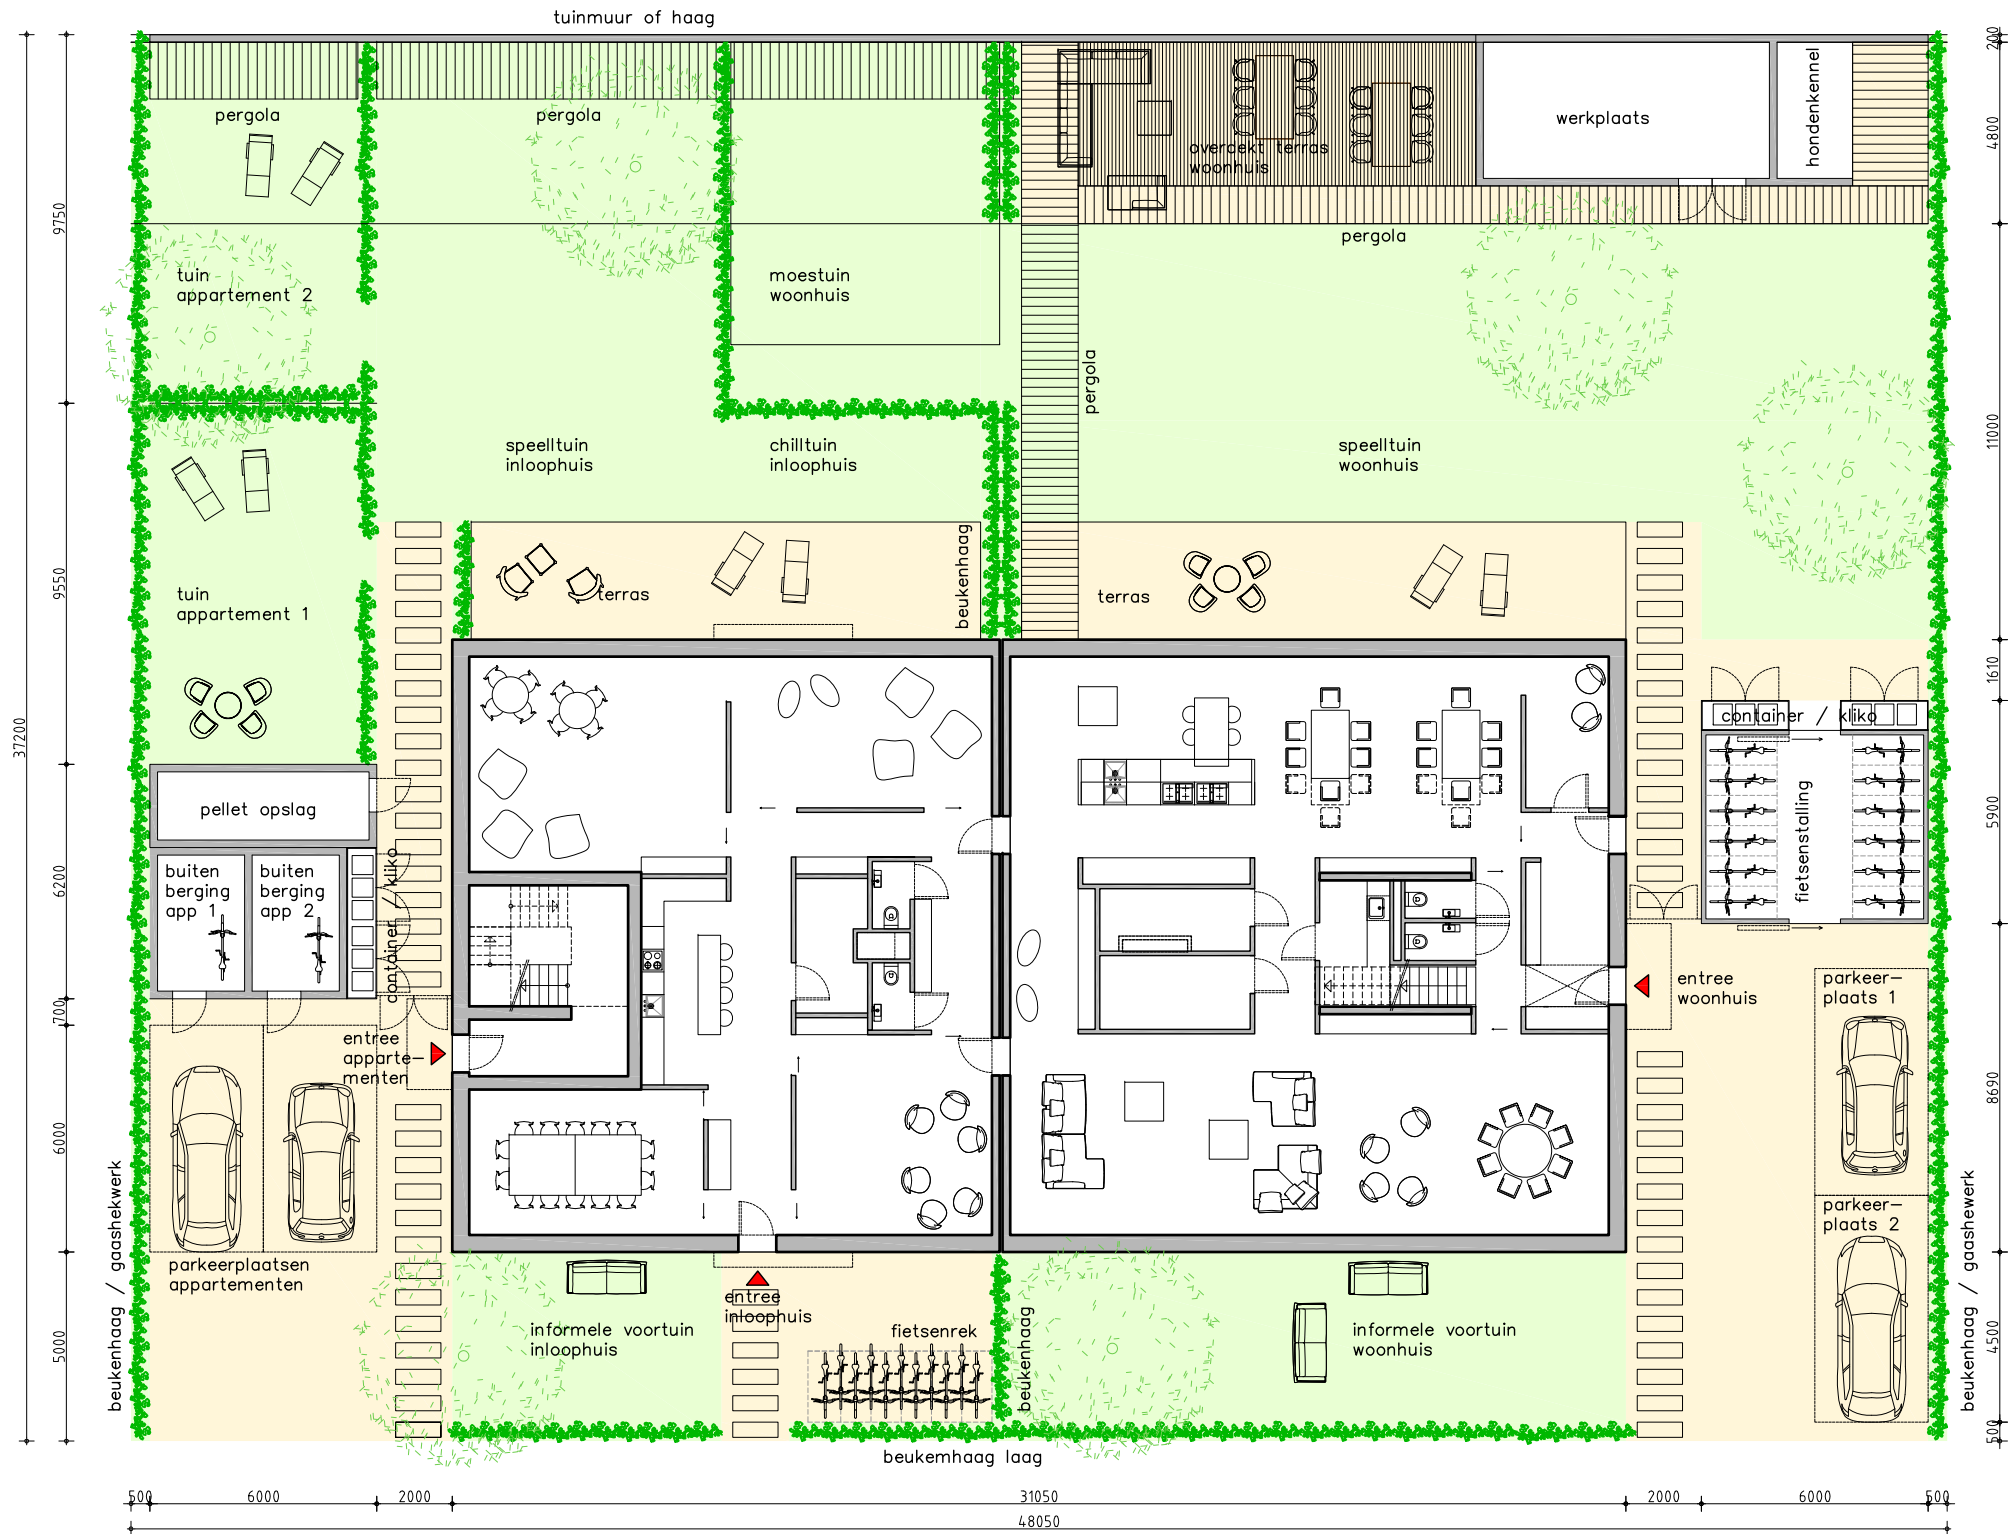 tuinmuur of haag
200
pergola
pergola
overdekt terras
woonhuis
werkplaats
hondenkennel
4800
9750
pergola
tuin
appartement 2
moestuin
woonhuis
pergola
speelltuin
inloophuis
chilltuin
inloophuis
speelltuin
woonhuis
11000
9550
tuin
appartement 1
terras
beukenhaag
terras
1610
37200
container / kliko
pellet opslag
fietsenstalling
5900
buiten
berging
app 1
buiten
berging
app 2
container / kliko
6200
700
entree
apparte-
menten
entree
woonhuis
parkeer-
plaats 1
8690
6000
parkeer-
plaats 2
parkeerplaatsen
appartementen
beukenhaag / gaashekwerk
beukenhaag / gaashewerk
entree
inloophuis
informele voortuin
inloophuis
fietsenrek
beukenhaag
informele voortuin
woonhuis
5000
4500
500
beukemhaag laag
500
6000
2000
31050
2000
6000
500
48050